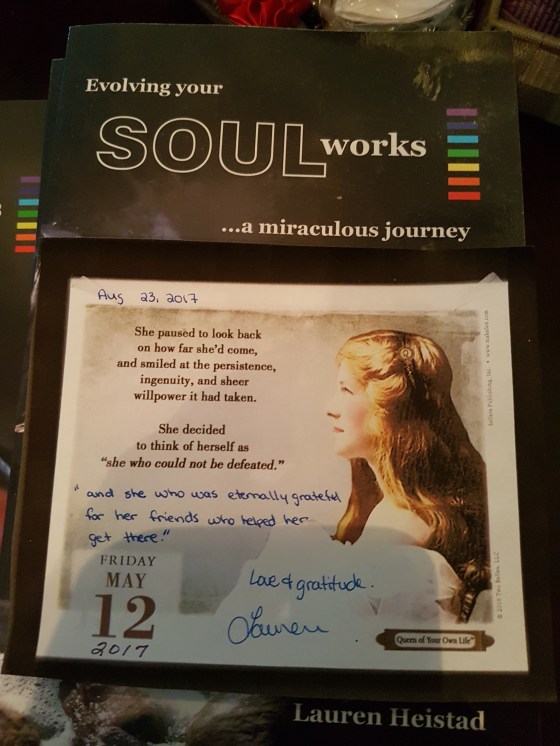 Evolving your
SOULworks
...a miraculous journey
Aug 23, 2017
She paused to look back
on how far she'd come,
and smiled at the persistence,
ingenuity, and sheer
willpower it had taken.
She decided
to think of herself as
"she who could not be defeated."
"and she who was eternally grateful
for her friends who helped her
get there."
FRIDAY
MAY
12
2017
Love & gratitude.
Lauren
Queen of Your Own Life™
Lauren Heistad